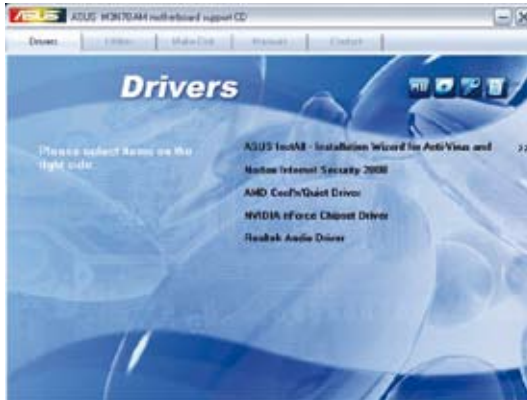 ASUS ASUS M3N78-AM motherboard support CD
Drivers Utilities Make Disk Manuals Contact
Drivers
Please select items on the
right side.
ASUS InstAll - Installation Wizard for Anti-Virus and >>
Norton Internet Security 2008
AMD Cool'n'Quiet Driver
NVIDIA nForce Chipset Driver
Realtek Audio Driver